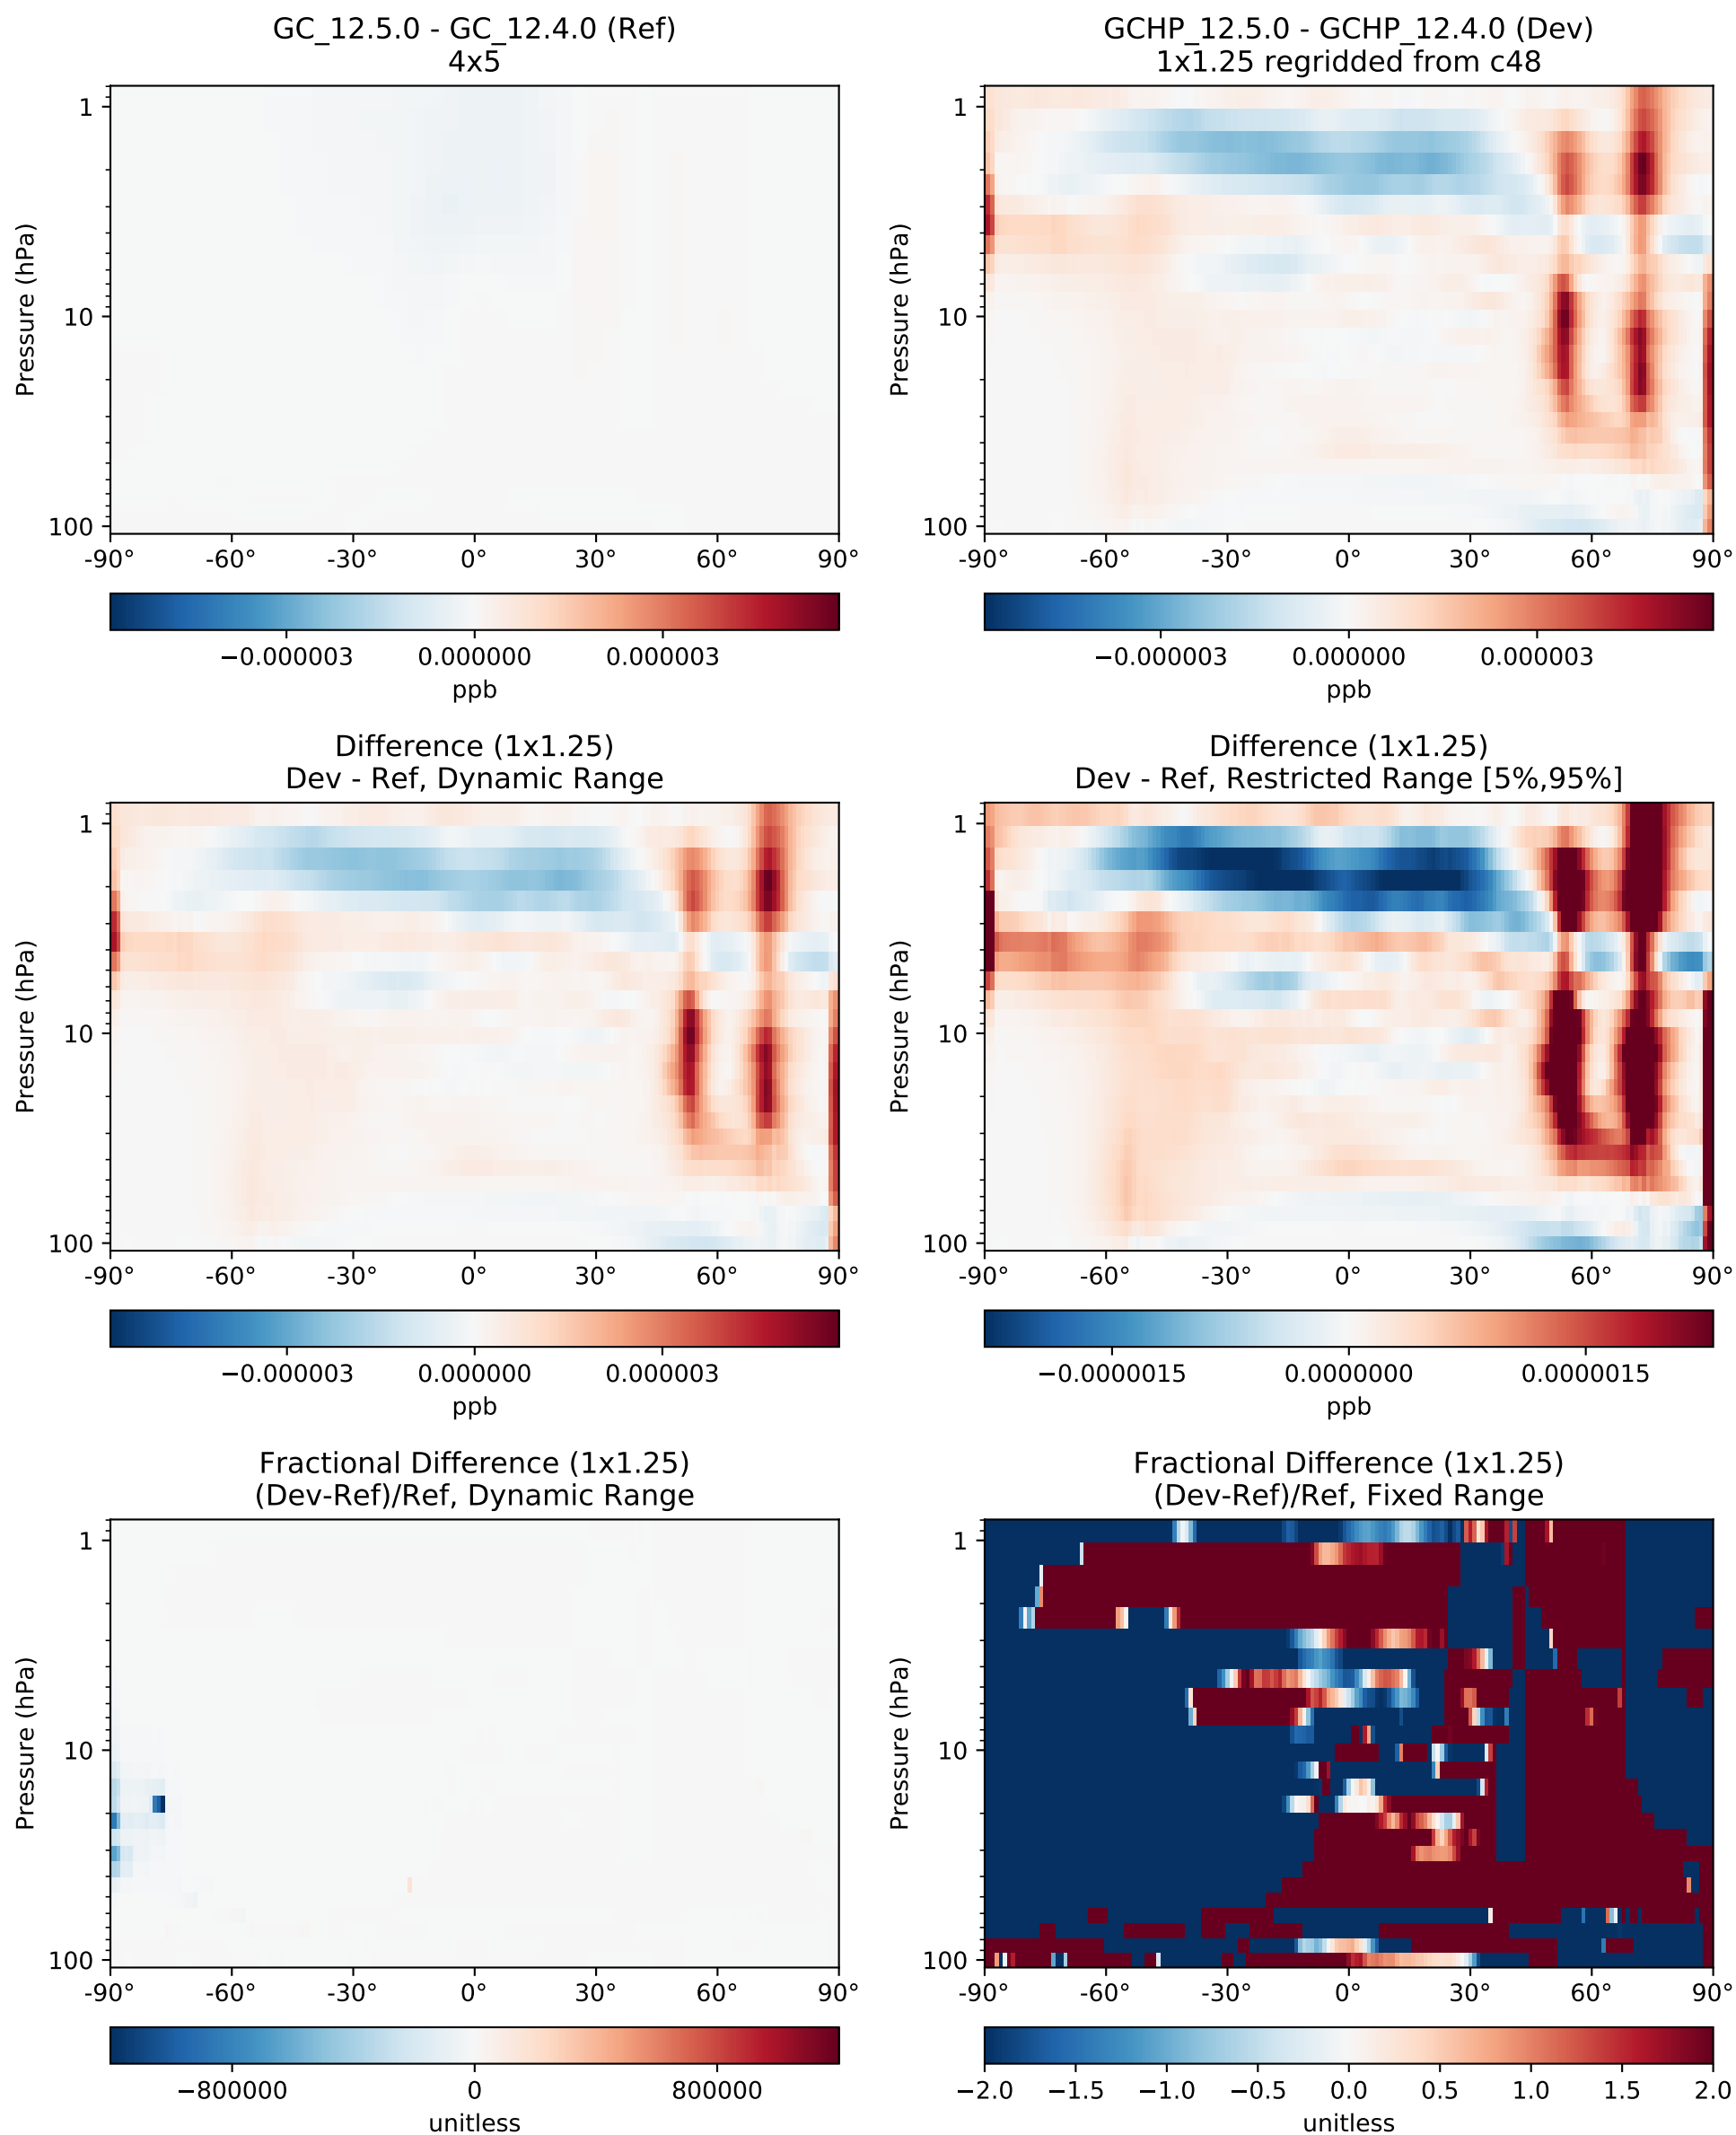 GC_12.5.0 - GC_12.4.0 (Ref)
4x5
Pressure (hPa)
1
10
100
-90° -60° -30° 0° 30° 60° 90°
−0.000003 0.000000 0.000003
ppb
GCHP_12.5.0 - GCHP_12.4.0 (Dev)
1x1.25 regridded from c48
Pressure (hPa)
1
10
100
-90° -60° -30° 0° 30° 60° 90°
−0.000003 0.000000 0.000003
ppb
Difference (1x1.25)
Dev - Ref, Dynamic Range
Pressure (hPa)
1
10
100
-90° -60° -30° 0° 30° 60° 90°
−0.000003 0.000000 0.000003
ppb
Difference (1x1.25)
Dev - Ref, Restricted Range [5%,95%]
Pressure (hPa)
1
10
100
-90° -60° -30° 0° 30° 60° 90°
−0.0000015 0.0000000 0.0000015
ppb
Fractional Difference (1x1.25)
(Dev-Ref)/Ref, Dynamic Range
Pressure (hPa)
1
10
100
-90° -60° -30° 0° 30° 60° 90°
−800000 0 800000
unitless
Fractional Difference (1x1.25)
(Dev-Ref)/Ref, Fixed Range
Pressure (hPa)
1
10
100
-90° -60° -30° 0° 30° 60° 90°
−2.0 −1.5 −1.0 −0.5 0.0 0.5 1.0 1.5 2.0
unitless